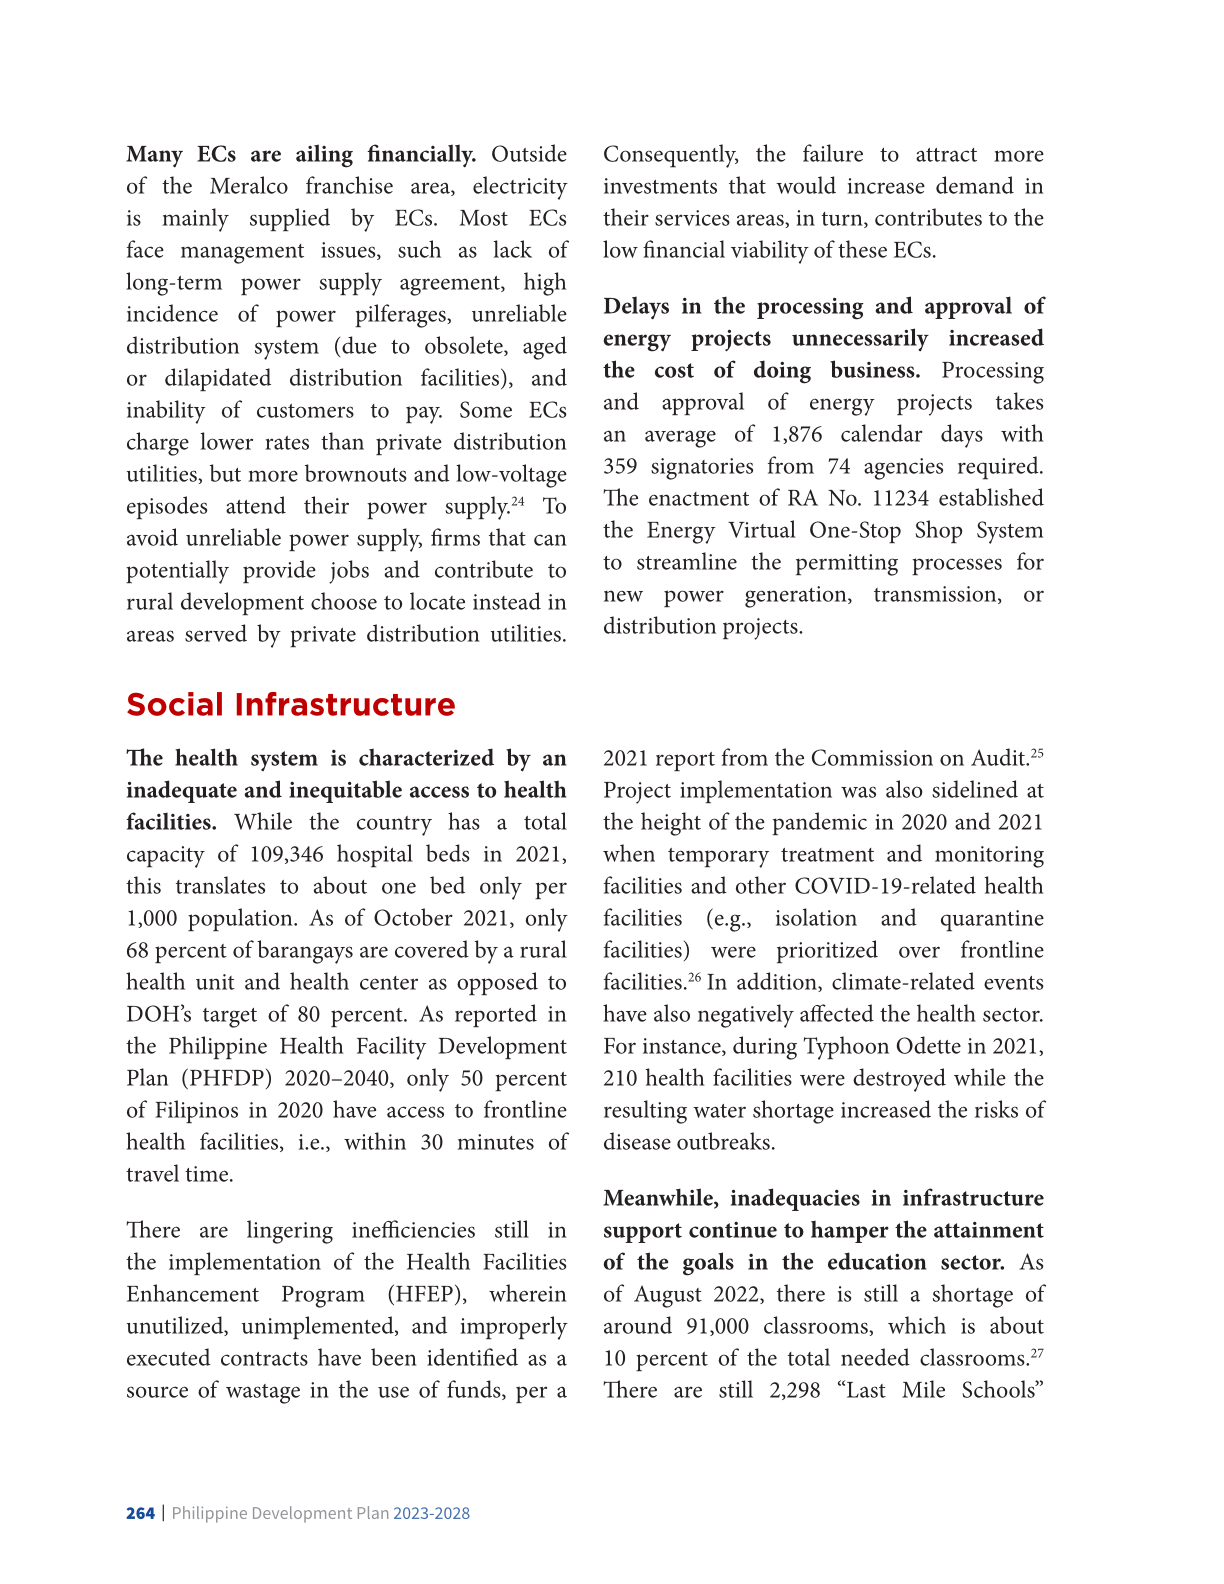 Many ECs are ailing financially. Outside
of the Meralco franchise area, electricity
is mainly supplied by ECs. Most ECs
face management issues, such as lack of
long-term power supply agreement, high
incidence of power pilferages, unreliable
distribution system (due to obsolete, aged
or dilapidated distribution facilities), and
inability of customers to pay. Some ECs
charge lower rates than private distribution
utilities, but more brownouts and low-voltage
episodes attend their power supply.24 To
avoid unreliable power supply, firms that can
potentially provide jobs and contribute to
rural development choose to locate instead in
areas served by private distribution utilities.
Consequently, the failure to attract more
investments that would increase demand in
their services areas, in turn, contributes to the
low financial viability of these ECs.
Delays in the processing and approval of
energy projects unnecessarily increased
the cost of doing business. Processing
and approval of energy projects takes
an average of 1,876 calendar days with
359 signatories from 74 agencies required.
The enactment of RA No. 11234 established
the Energy Virtual One-Stop Shop System
to streamline the permitting processes for
new power generation, transmission, or
distribution projects.
Social Infrastructure
The health system is characterized by an
inadequate and inequitable access to health
facilities. While the country has a total
capacity of 109,346 hospital beds in 2021,
this translates to about one bed only per
1,000 population. As of October 2021, only
68 percent of barangays are covered by a rural
health unit and health center as opposed to
DOH’s target of 80 percent. As reported in
the Philippine Health Facility Development
Plan (PHFDP) 2020–2040, only 50 percent
of Filipinos in 2020 have access to frontline
health facilities, i.e., within 30 minutes of
travel time.
There are lingering inefficiencies still in
the implementation of the Health Facilities
Enhancement Program (HFEP), wherein
unutilized, unimplemented, and improperly
executed contracts have been identified as a
source of wastage in the use of funds, per a
2021 report from the Commission on Audit.25
Project implementation was also sidelined at
the height of the pandemic in 2020 and 2021
when temporary treatment and monitoring
facilities and other COVID-19-related health
facilities (e.g., isolation and quarantine
facilities) were prioritized over frontline
facilities.26 In addition, climate-related events
have also negatively affected the health sector.
For instance, during Typhoon Odette in 2021,
210 health facilities were destroyed while the
resulting water shortage increased the risks of
disease outbreaks.
Meanwhile, inadequacies in infrastructure
support continue to hamper the attainment
of the goals in the education sector. As
of August 2022, there is still a shortage of
around 91,000 classrooms, which is about
10 percent of the total needed classrooms.27
There are still 2,298 “Last Mile Schools”
264 | Philippine Development Plan 2023-2028